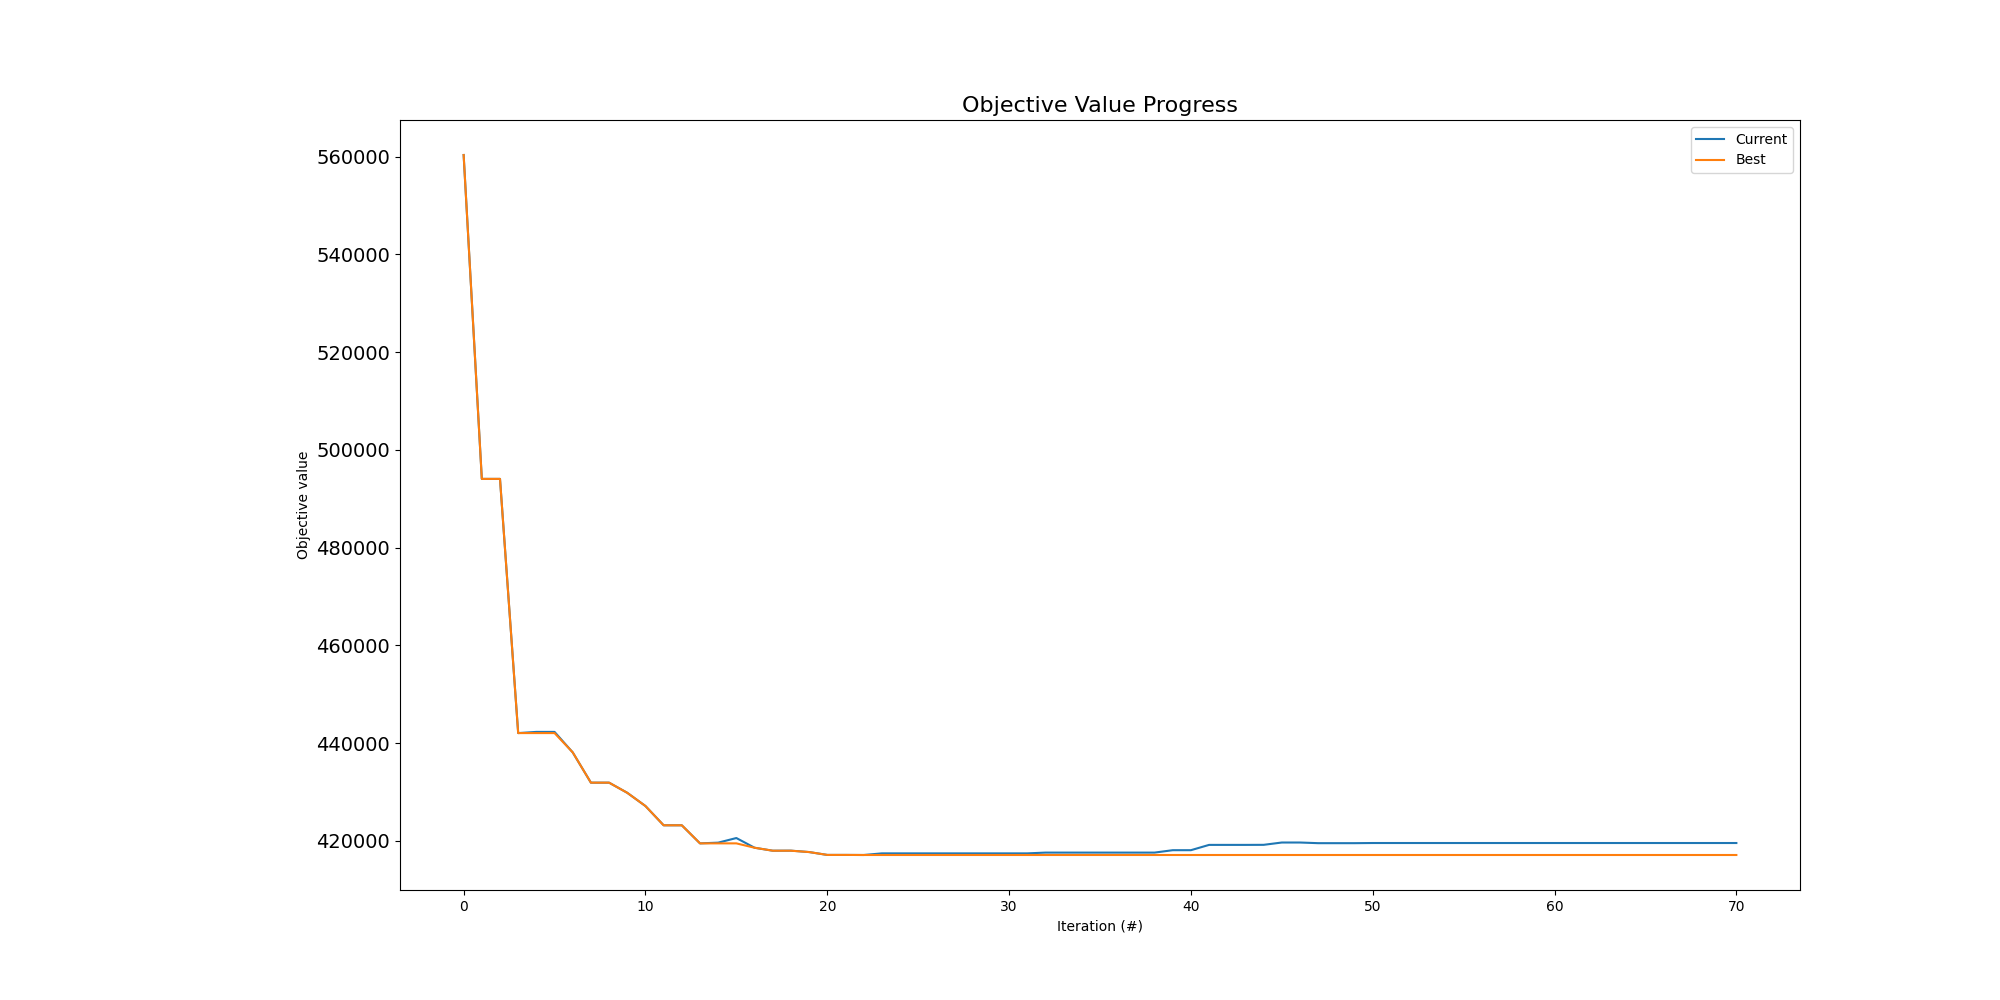 Objective Value Progress
Current
Best
560000
540000
520000
500000
480000
460000
440000
420000
Objective value
0 10 20 30 40 50 60 70
Iteration (#)